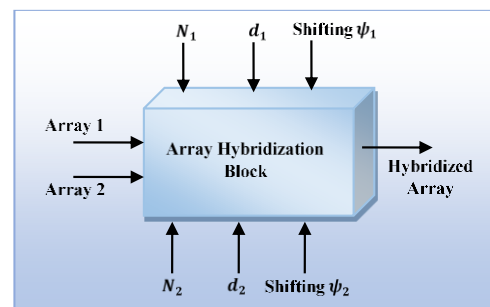 N₁ d₁ Shifting ψ₁
Array 1
Array 2
Array Hybridization
Block
Hybridized
Array
N₂ d₂ Shifting ψ₂